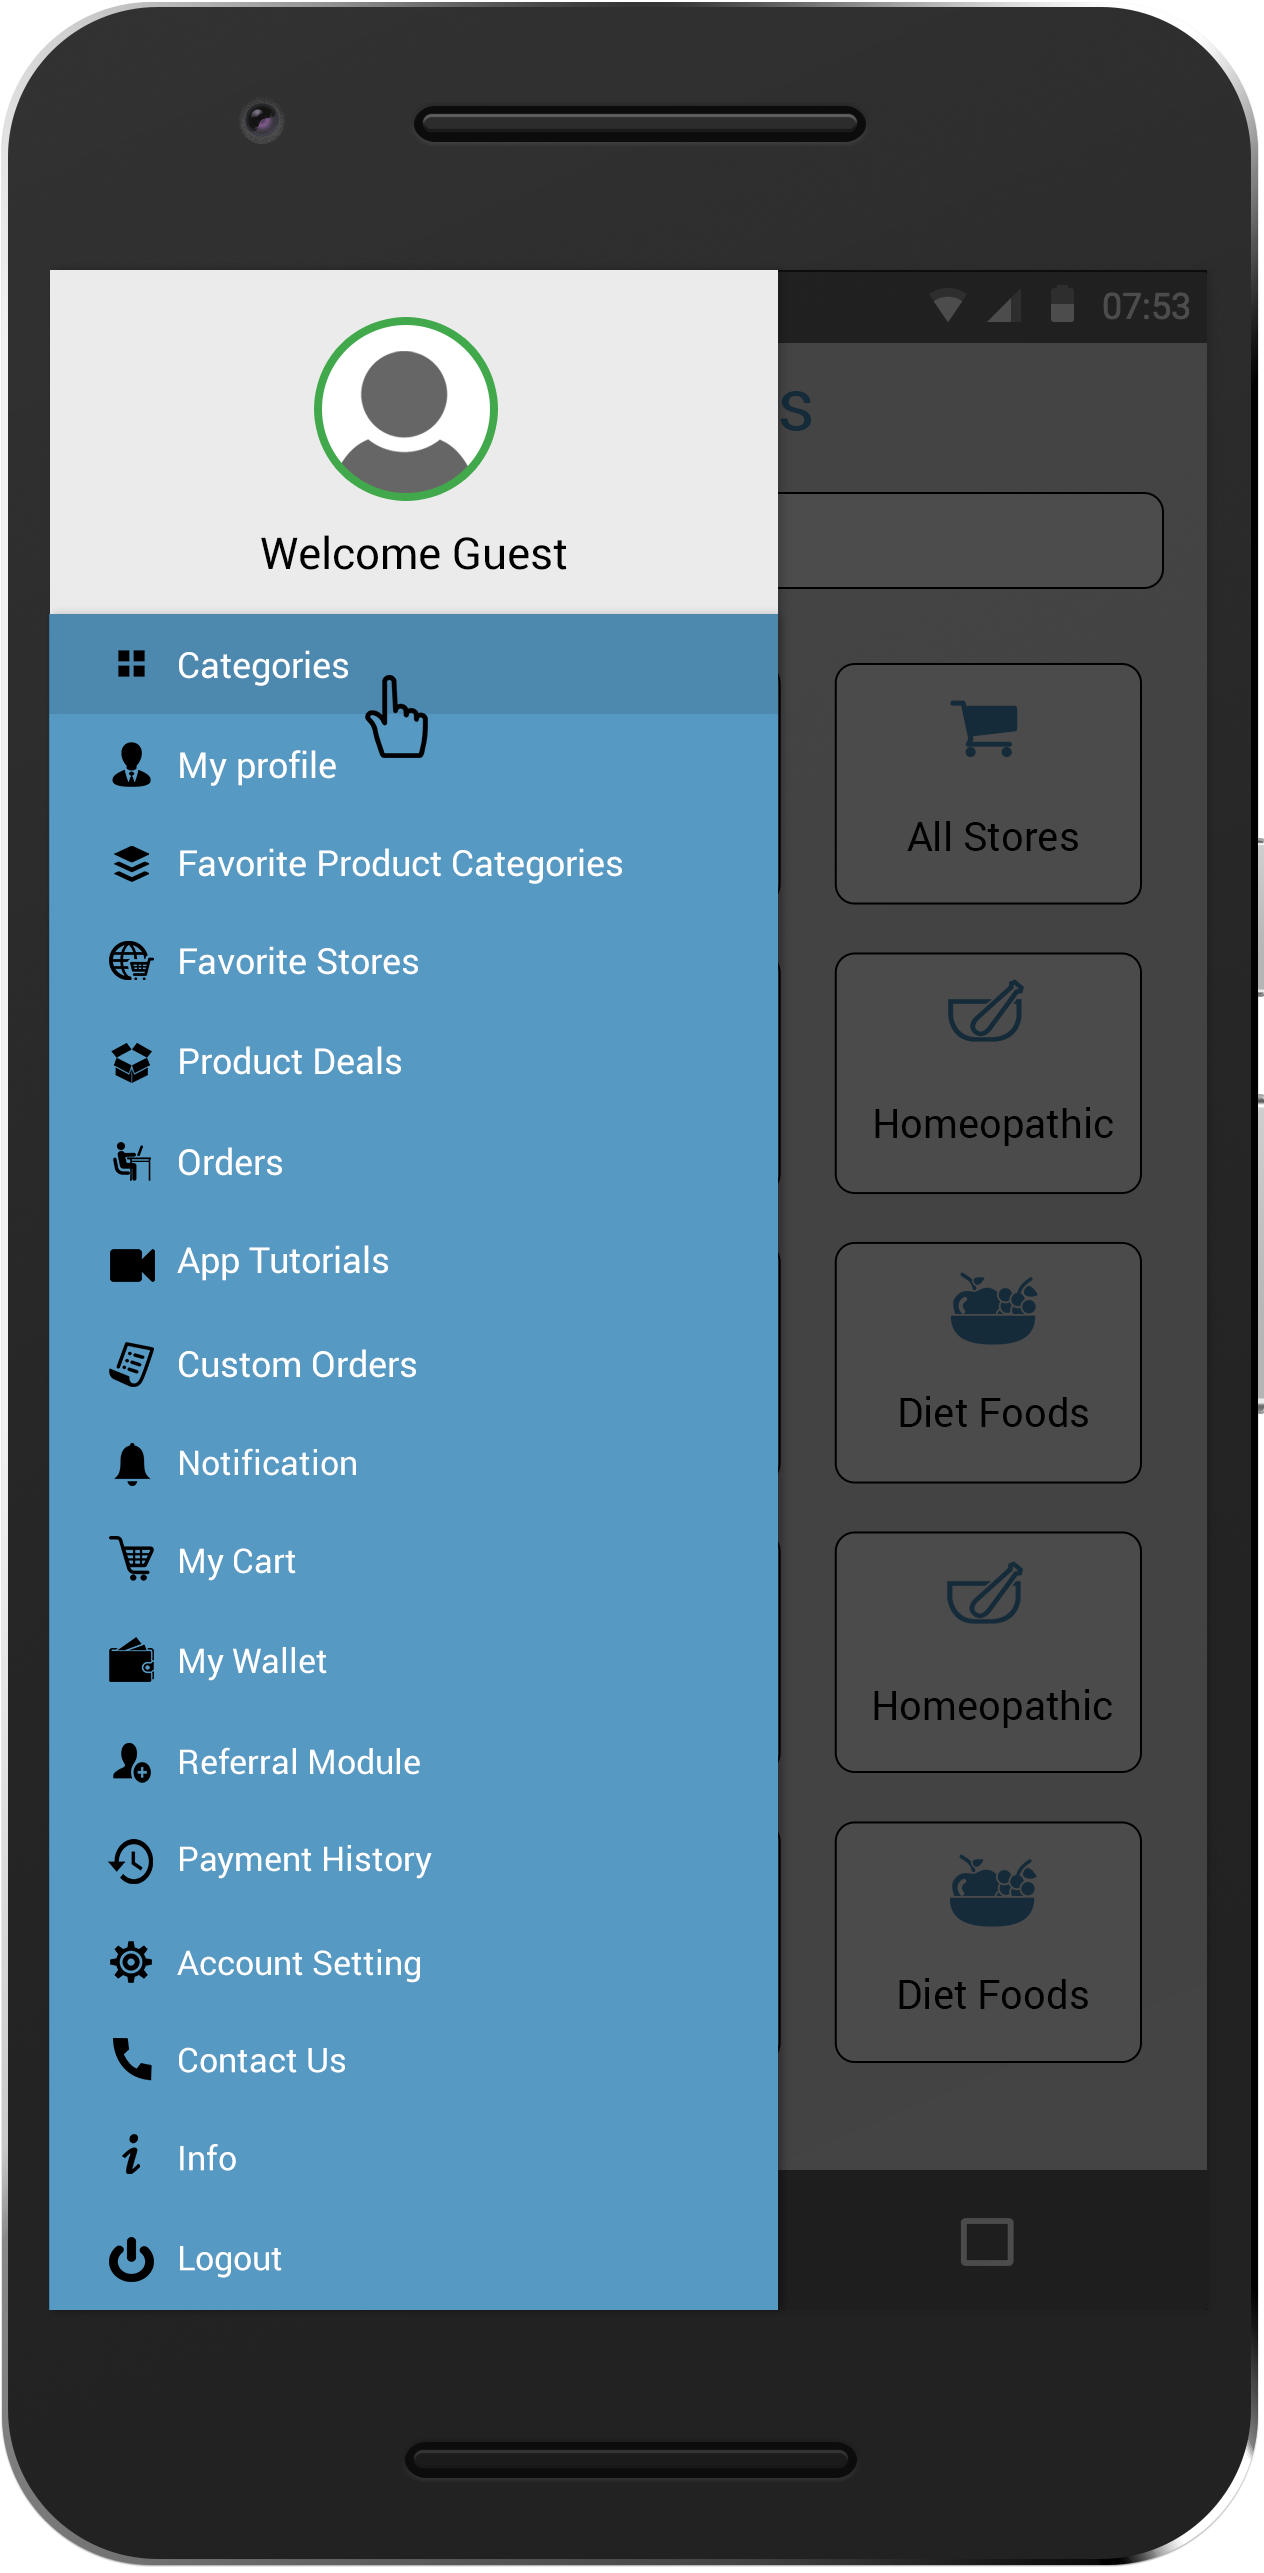 07:53
s
Welcome Guest
Categories
My profile
Favorite Product Categories
Favorite Stores
Product Deals
Orders
App Tutorials
Custom Orders
Notification
My Cart
My Wallet
Referral Module
Payment History
Account Setting
Contact Us
Info
Logout
All Stores
Homeopathic
Diet Foods
Homeopathic
Diet Foods